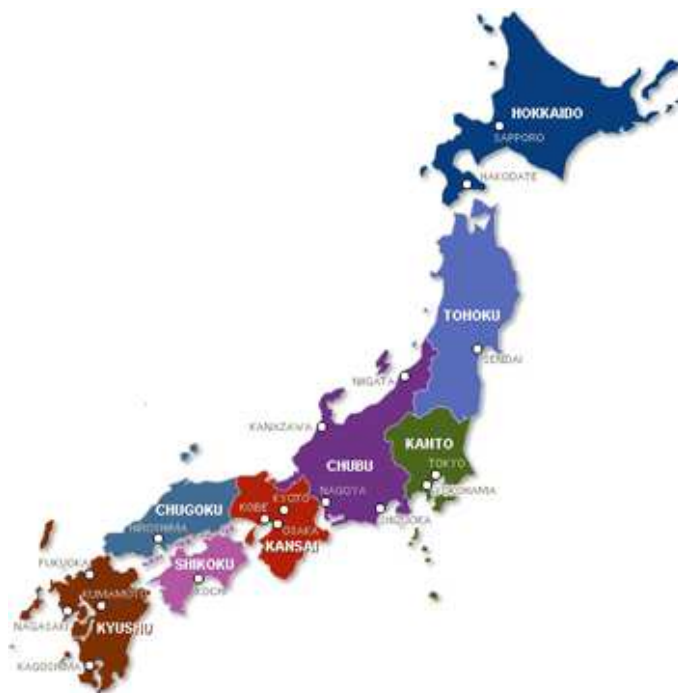 HOKKAIDO
SAPPORO
HAKODATE
TOHOKU
SENDAI
NIIGATA
KANAZAWA
KAHTO
TOKYO
YOKOHAMA
CHUBU
NAGOYA
SHIZUOKA
CHUGOKU
HIROSHIMA
KYOTO
KOBE
OSAKA
KANSAI
SHIKOKU
KOCHI
FUKUOKA
KUMAMOTO
NAGASAKI
KYUSHU
KAGOSHIMA